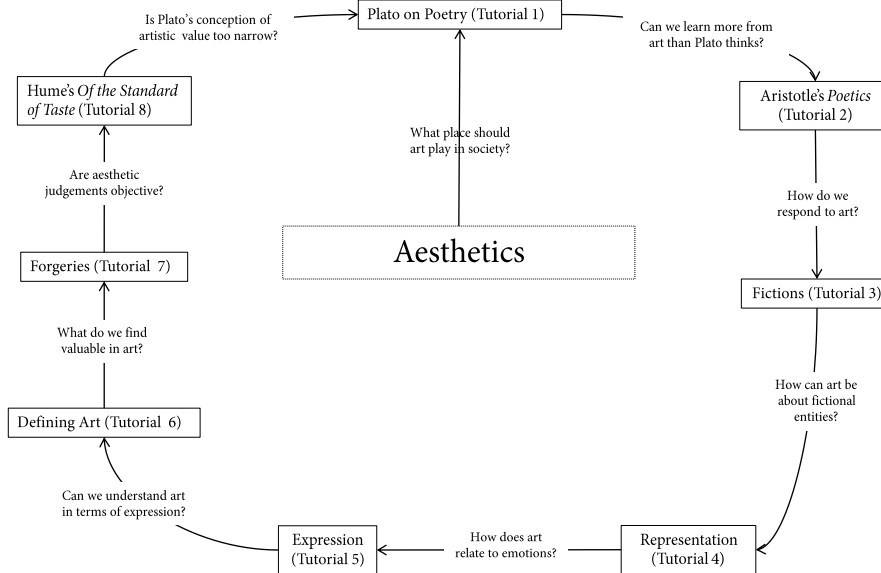 Is Plato's conception of
artistic value too narrow?
Plato on Poetry (Tutorial 1)
Can we learn more from
art than Plato thinks?
Hume's Of the Standard
of Taste (Tutorial 8)
Aristotle's Poetics
(Tutorial 2)
What place should
art play in society?
Are aesthetic
judgements objective?
How do we
respond to art?
Aesthetics
Forgeries (Tutorial 7)
Fictions (Tutorial 3)
What do we find
valuable in art?
How can art be
about fictional
entities?
Defining Art (Tutorial 6)
Can we understand art
in terms of expression?
Expression
(Tutorial 5)
How does art
relate to emotions?
Representation
(Tutorial 4)